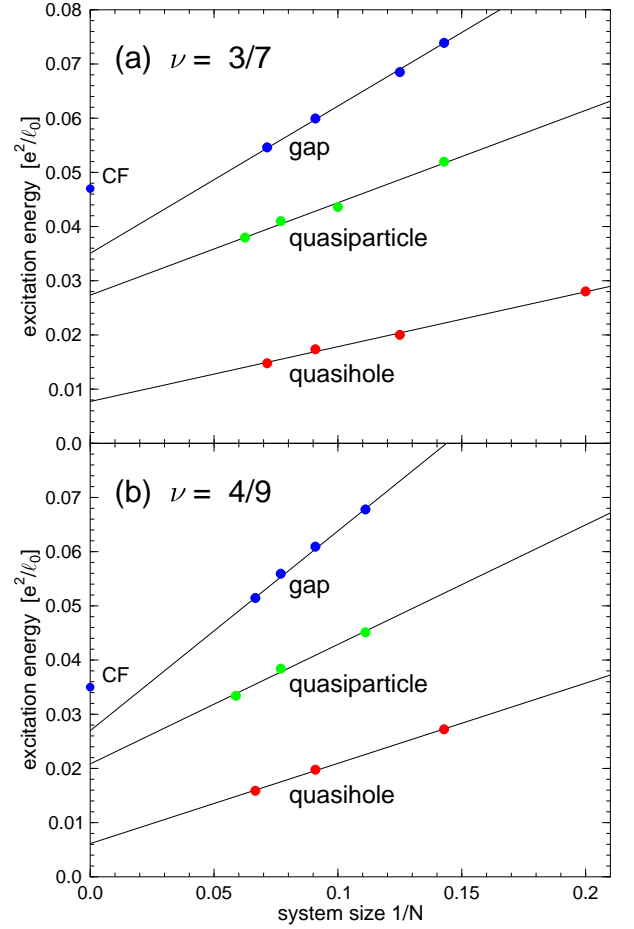 0.08
(a) ν = 3/7
0.07
0.06
gap
0.05
CF
0.04
quasiparticle
0.03
0.02
quasihole
0.01
0.0
excitation energy [e²/ℓ₀]
(b) ν = 4/9
0.07
0.06
gap
0.05
0.04
CF
quasiparticle
0.03
0.02
quasihole
0.01
0.0
excitation energy [e²/ℓ₀]
0.0 0.05 0.1 0.15 0.2
system size 1/N